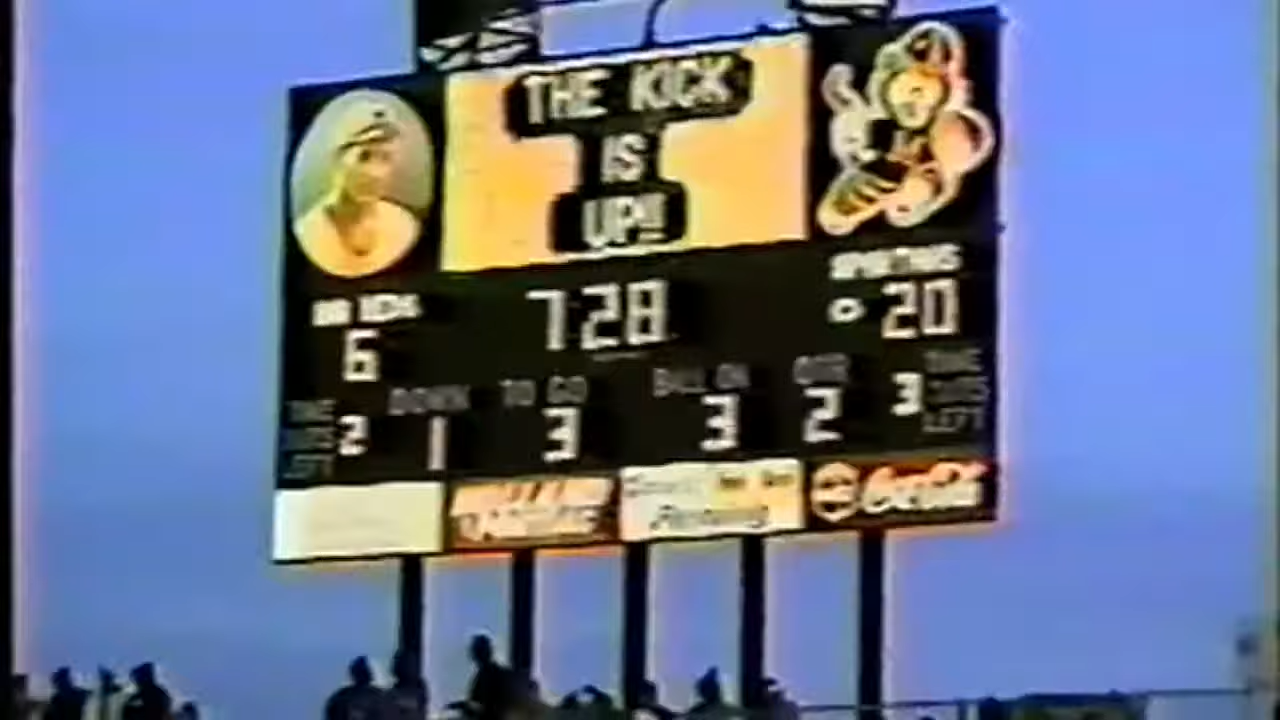 THE KICK
IS
UP!!
SPARTANS
7:28
6
20
DOWN
TO GO
BALL ON
QTR
TIME
OUTS
LEFT
2
1
3
3
2
3
TIME
OUTS
LEFT
Coca-Cola